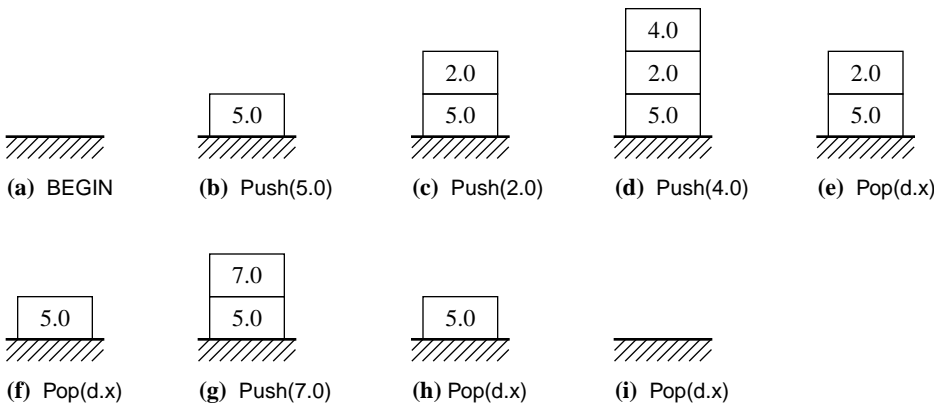 4.0
2.0 2.0 2.0
5.0 5.0 5.0 5.0
(a) BEGIN (b) Push(5.0) (c) Push(2.0) (d) Push(4.0) (e) Pop(d.x)
7.0
5.0 5.0 5.0
(f) Pop(d.x) (g) Push(7.0) (h) Pop(d.x) (i) Pop(d.x)